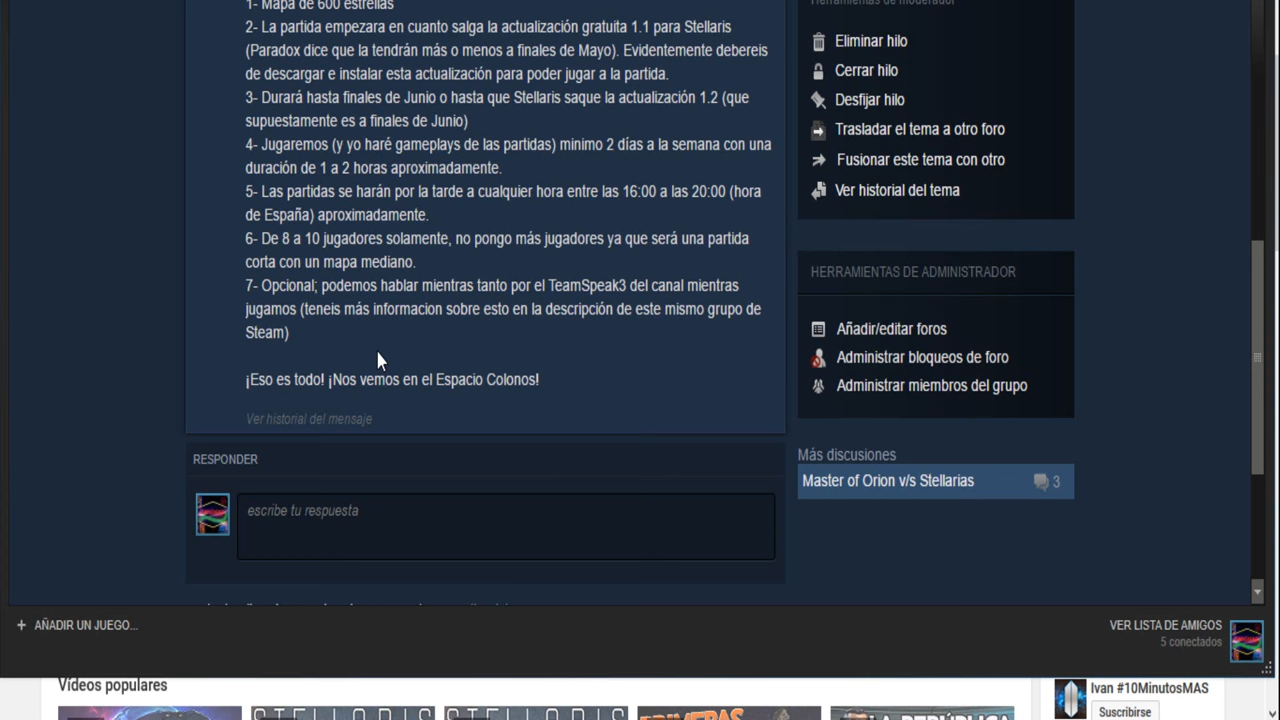 1- Mapa de 600 estrellas
2- La partida empezara en cuanto salga la actualización gratuita 1.1 para Stellaris
(Paradox dice que la tendrán más o menos a finales de Mayo). Evidentemente debereis
de descargar e instalar esta actualización para poder jugar a la partida.
3- Durará hasta finales de Junio o hasta que Stellaris saque la actualización 1.2 (que
supuestamente es a finales de Junio)
4- Jugaremos (y yo haré gameplays de las partidas) minimo 2 días a la semana con una
duración de 1 a 2 horas aproximadamente.
5- Las partidas se harán por la tarde a cualquier hora entre las 16:00 a las 20:00 (hora
de España) aproximadamente.
6- De 8 a 10 jugadores solamente, no pongo más jugadores ya que será una partida
corta con un mapa mediano.
7- Opcional; podemos hablar mientras tanto por el TeamSpeak3 del canal mientras
jugamos (teneis más informacion sobre esto en la descripción de este mismo grupo de
Steam)
¡Eso es todo! ¡Nos vemos en el Espacio Colonos!
Ver historial del mensaje
RESPONDER
escribe tu respuesta
Herramientas de moderador
Eliminar hilo
Cerrar hilo
Desfijar hilo
Trasladar el tema a otro foro
Fusionar este tema con otro
Ver historial del tema
HERRAMIENTAS DE ADMINISTRADOR
Añadir/editar foros
Administrar bloqueos de foro
Administrar miembros del grupo
Más discusiones
Master of Orion v/s Stellarias 3
+ AÑADIR UN JUEGO...
VER LISTA DE AMIGOS
5 conectados
Vídeos populares
Ivan #10MinutosMAS
Suscribirse
STELLARIS
STELLARIS
PRIMERAS
LA REPÚBLICA